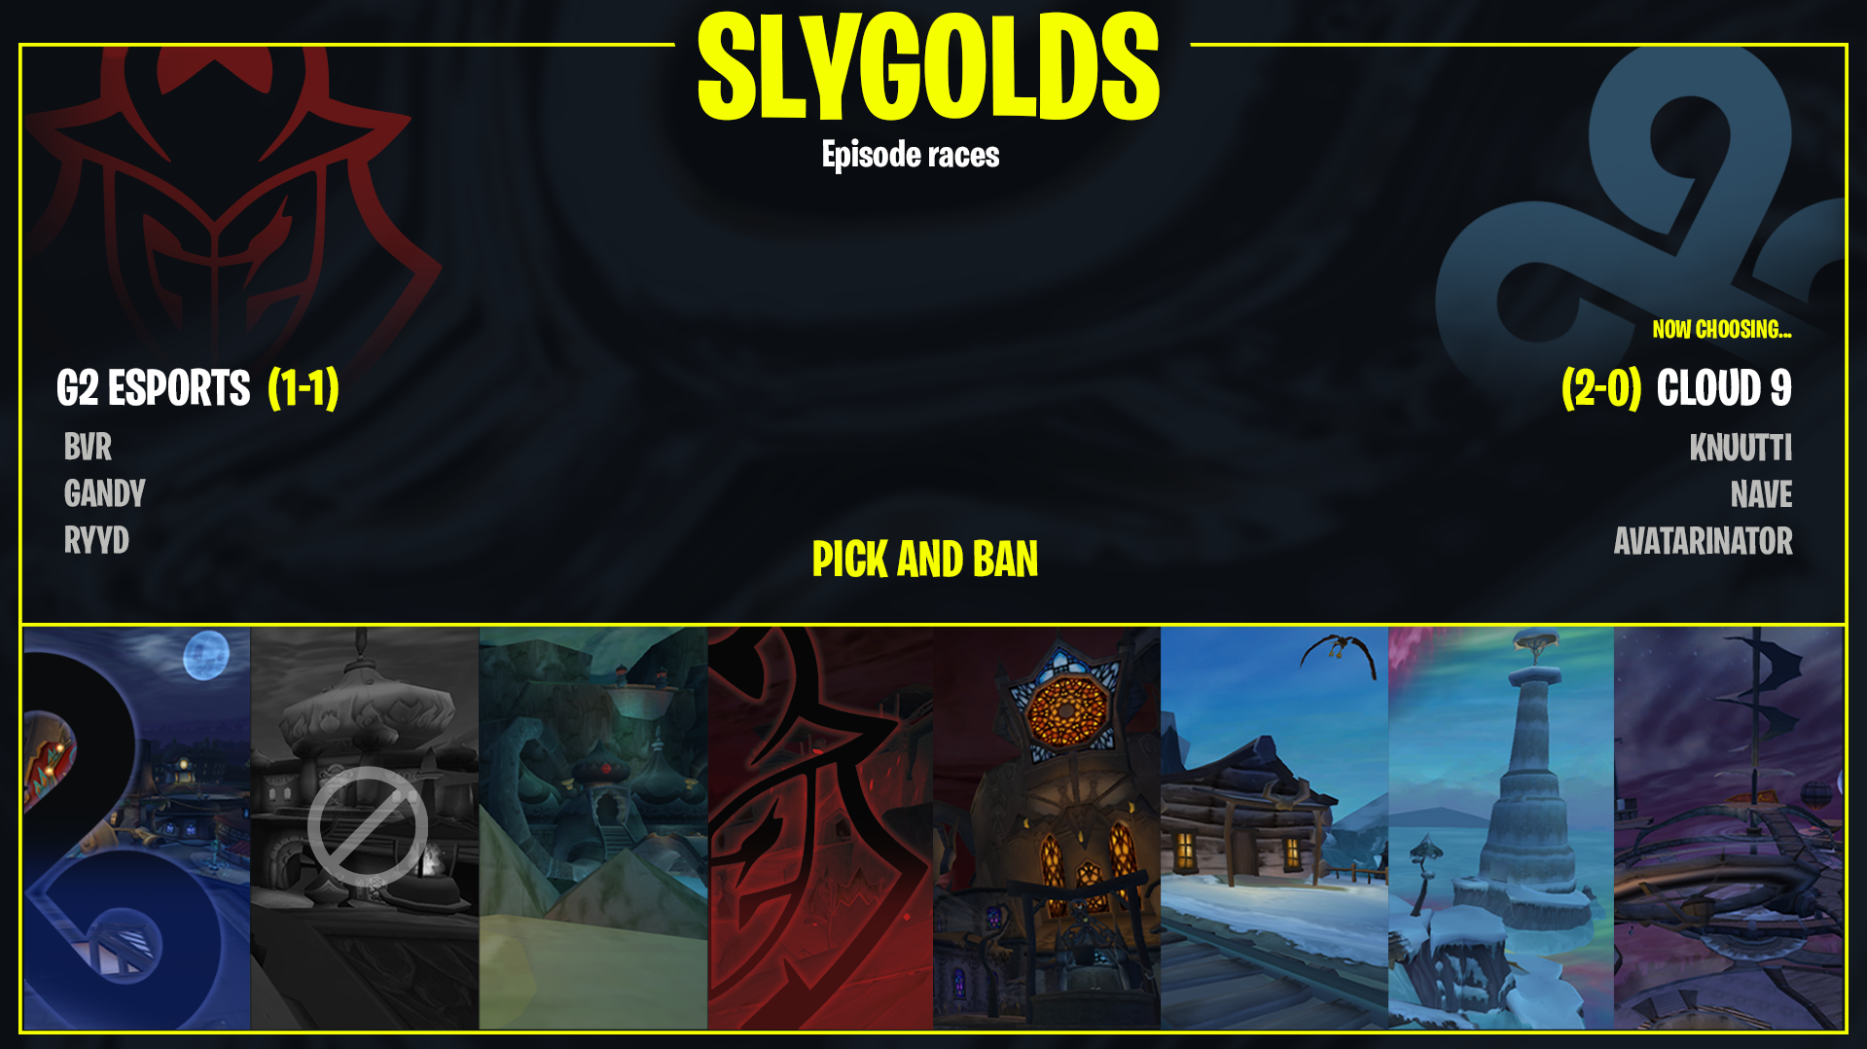 SLYGOLDS
Episode races
NOW CHOOSING...
G2 ESPORTS (1-1)
BVR
GANDY
RYYD
(2-0) CLOUD 9
KNUUTTI
NAVE
AVATARINATOR
PICK AND BAN